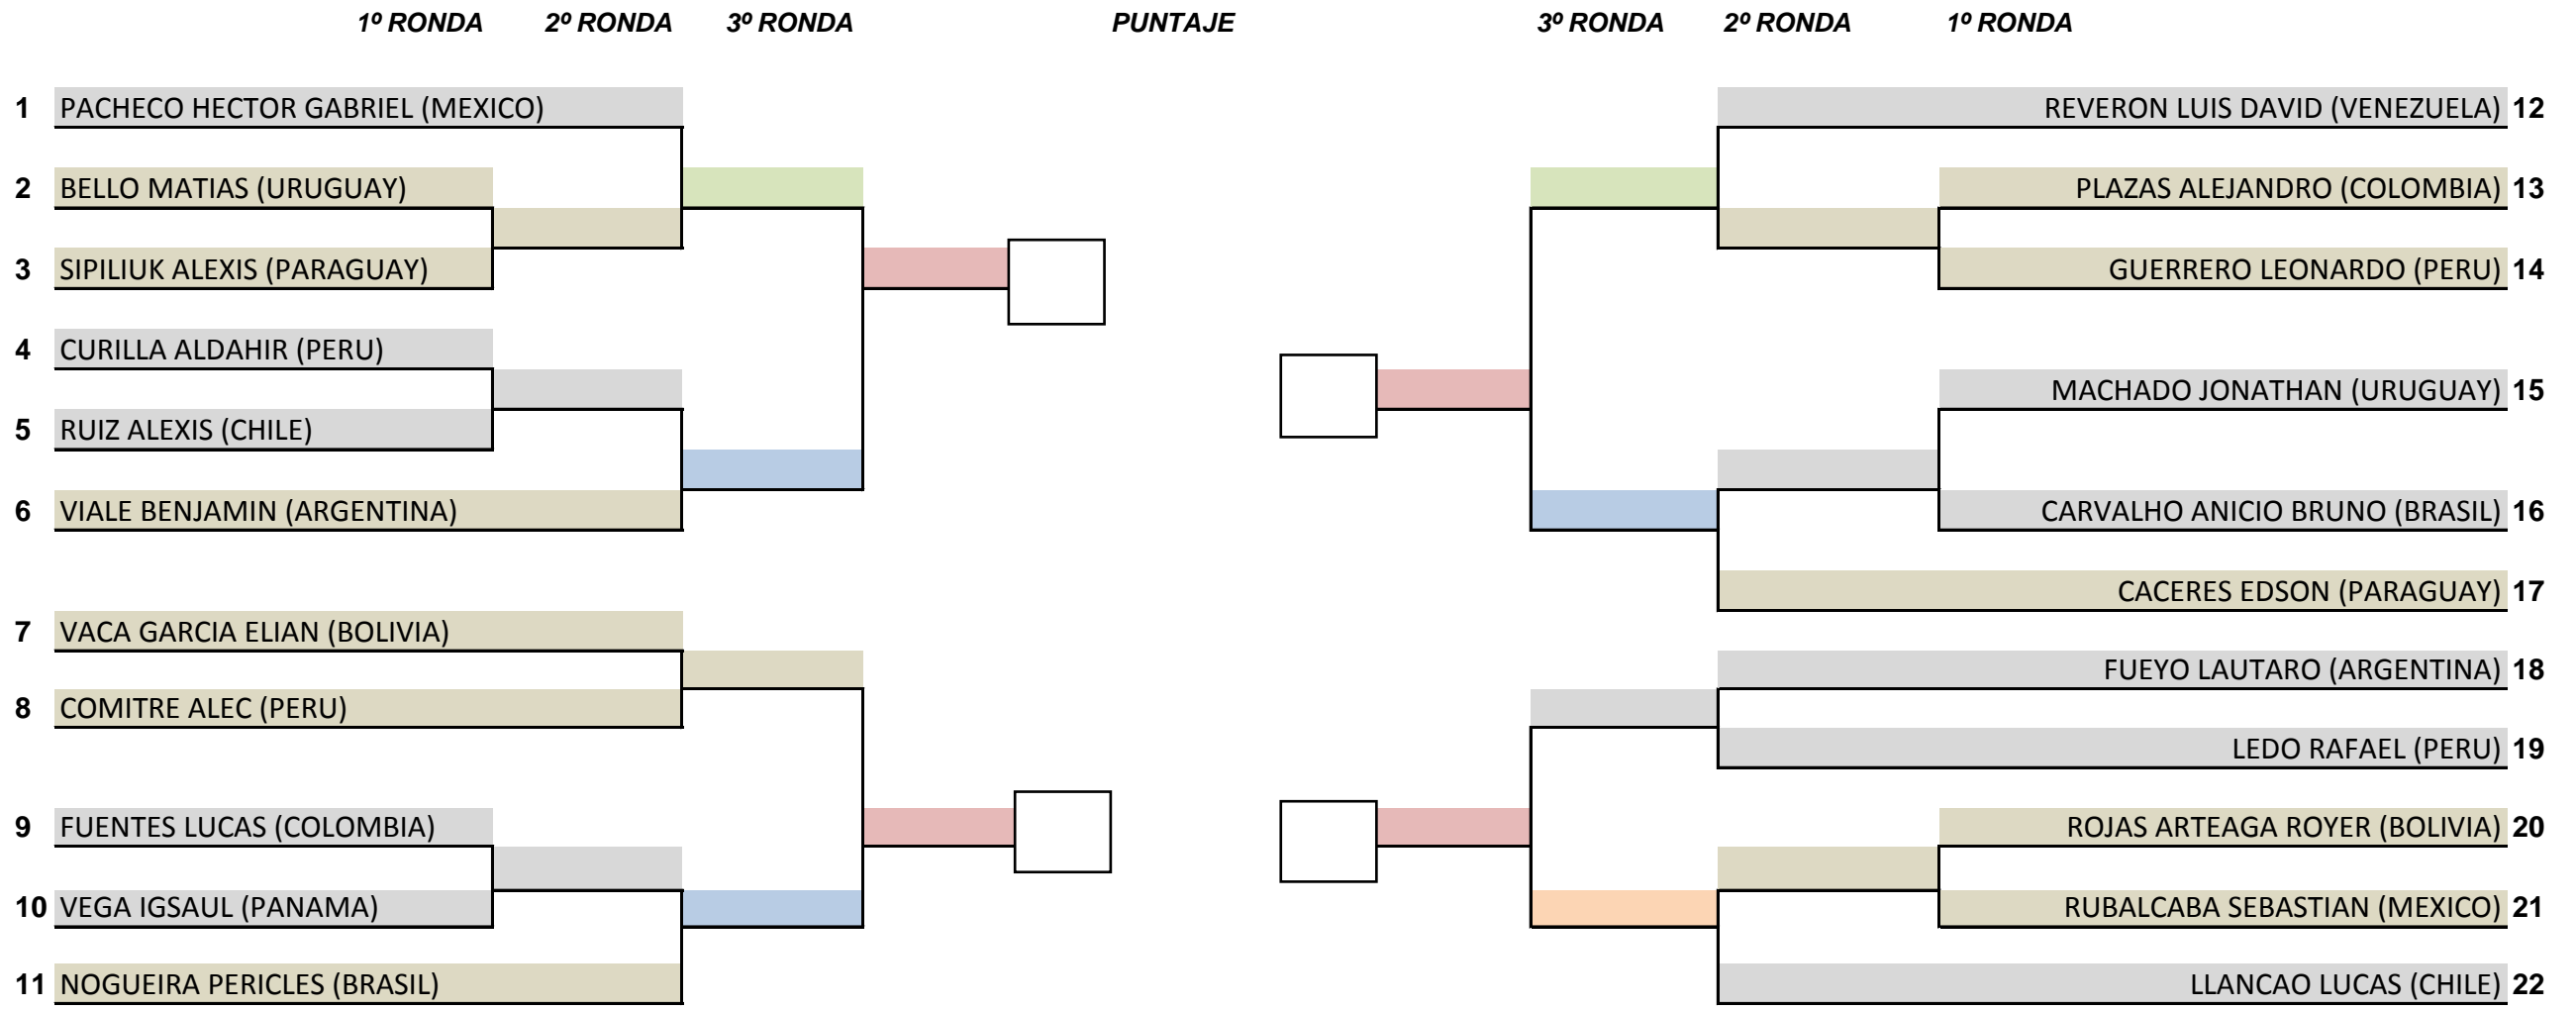 1º RONDA 2º RONDA 3º RONDA PUNTAJE 3º RONDA 2º RONDA 1º RONDA
1 PACHECO HECTOR GABRIEL (MEXICO)
2 BELLO MATIAS (URUGUAY)
3 SIPILIUK ALEXIS (PARAGUAY)
4 CURILLA ALDAHIR (PERU)
5 RUIZ ALEXIS (CHILE)
6 VIALE BENJAMIN (ARGENTINA)
7 VACA GARCIA ELIAN (BOLIVIA)
8 COMITRE ALEC (PERU)
9 FUENTES LUCAS (COLOMBIA)
10 VEGA IGSAUL (PANAMA)
11 NOGUEIRA PERICLES (BRASIL)
REVERON LUIS DAVID (VENEZUELA) 12
PLAZAS ALEJANDRO (COLOMBIA) 13
GUERRERO LEONARDO (PERU) 14
MACHADO JONATHAN (URUGUAY) 15
CARVALHO ANICIO BRUNO (BRASIL) 16
CACERES EDSON (PARAGUAY) 17
FUEYO LAUTARO (ARGENTINA) 18
LEDO RAFAEL (PERU) 19
ROJAS ARTEAGA ROYER (BOLIVIA) 20
RUBALCABA SEBASTIAN (MEXICO) 21
LLANCAO LUCAS (CHILE) 22